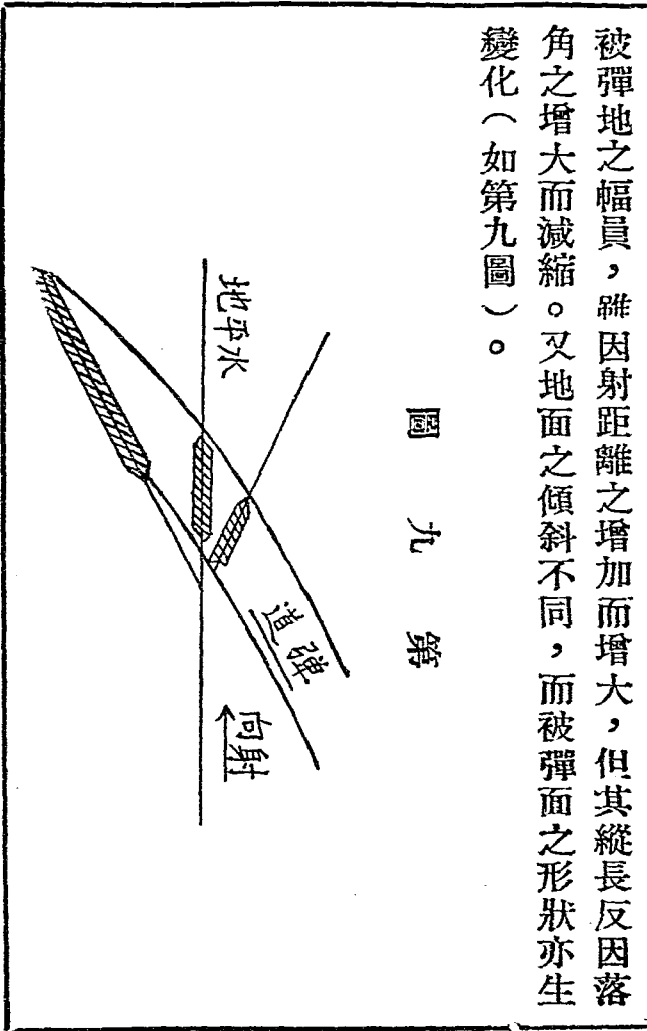 被彈地之幅員，雖因射距離之增加而增大，但其縱長反因落
角之增大而減縮。又地面之傾斜不同，而被彈面之形狀亦生
變化（如第九圖）。
第九圖
水平地
彈道
射向